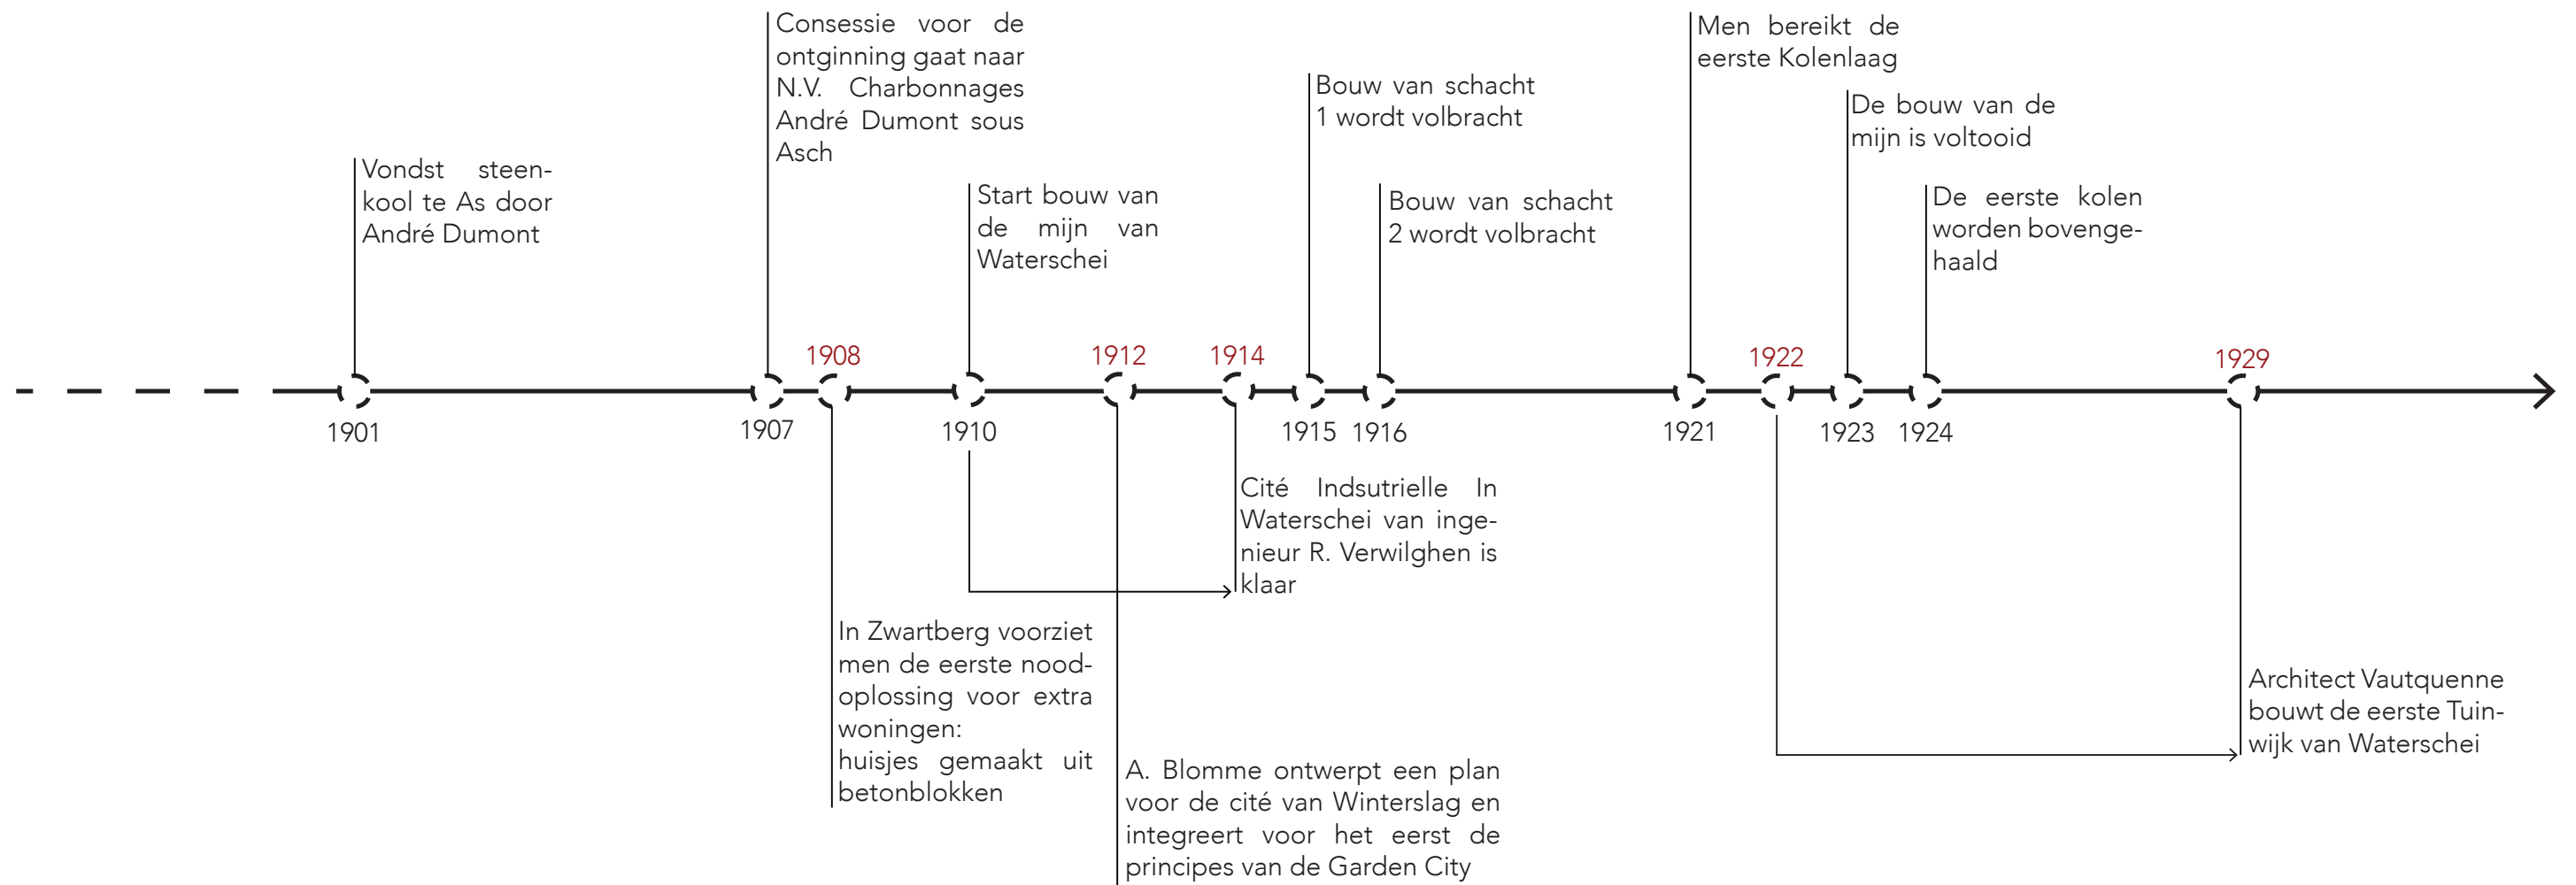 Consessie voor de
ontginning gaat naar
N.V. Charbonnages
André Dumont sous
Asch
Men bereikt de
eerste Kolenlaag
Bouw van schacht
1 wordt volbracht
De bouw van de
mijn is voltooid
Vondst steen-
kool te As door
André Dumont
Start bouw van
de mijn van
Waterschei
Bouw van schacht
2 wordt volbracht
De eerste kolen
worden bovenge-
haald
1908
1912
1914
1922
1929
1901
1907
1910
1915
1916
1921
1923
1924
Cité Indsutrielle In
Waterschei van inge-
nieur R. Verwilghen is
klaar
In Zwartberg voorziet
men de eerste nood-
oplossing voor extra
woningen:
huisjes gemaakt uit
betonblokken
Architect Vautquenne
bouwt de eerste Tuin-
wijk van Waterschei
A. Blomme ontwerpt een plan
voor de cité van Winterslag en
integreert voor het eerst de
principes van de Garden City